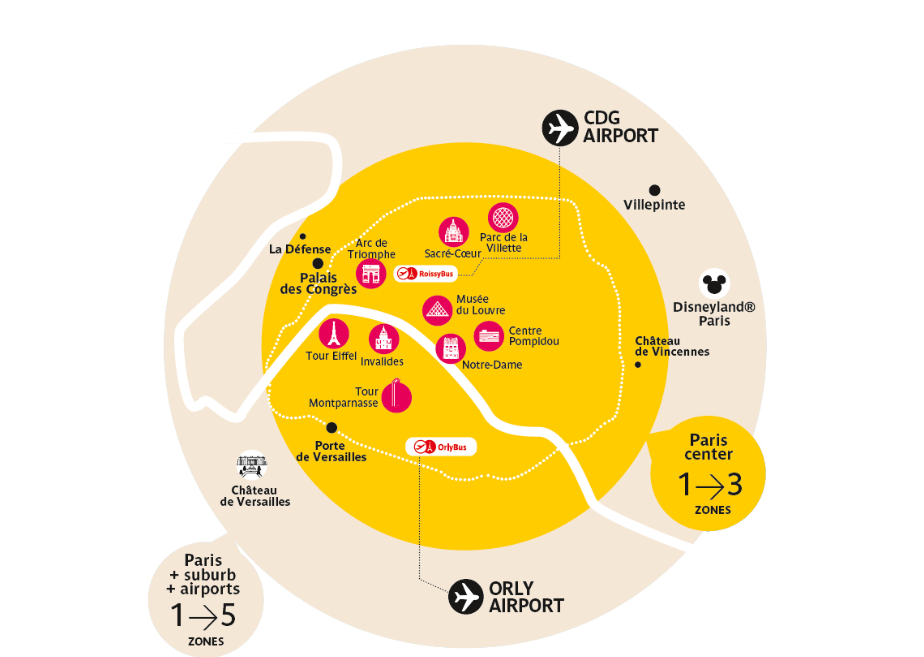 CDG
AIRPORT
Villepinte
La Défense
Arc de
Triomphe
Sacré-Cœur
Parc de la
Villette
Palais
des Congrès
RoissyBus
Disneyland®
Paris
Musée
du Louvre
Centre
Pompidou
Château
de Vincennes
Tour Eiffel
Invalides
Notre-Dame
Tour
Montparnasse
Porte
de Versailles
OrlyBus
Paris
center
1→3
ZONES
Château
de Versailles
Paris
+ suburb
+ airports
1→5
ZONES
ORLY
AIRPORT